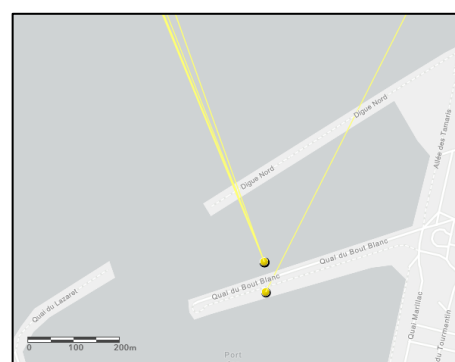 Digue Nord
Allée des Tamaris
Digue Nord
Quai du Bout Blanc
Quai du Bout Blanc
Quai du Lazaret
Quai Marillac
du Tourmentin
0 100 200m
Port